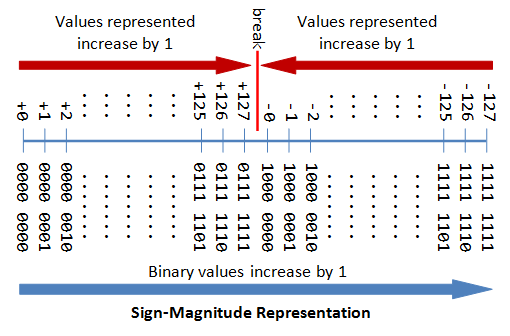 Values represented
increase by 1
break
Values represented
increase by 1
+0
+1
+2
. . . . . .
+125
+126
+127
-0
-1
-2
. . . . . .
-125
-126
-127
0000 0000
0000 0001
0000 0010
. . . . . .
0111 1101
0111 1110
0111 1111
1000 0000
1000 0001
1000 0010
. . . . . .
1111 1101
1111 1110
1111 1111
Binary values increase by 1
Sign-Magnitude Representation